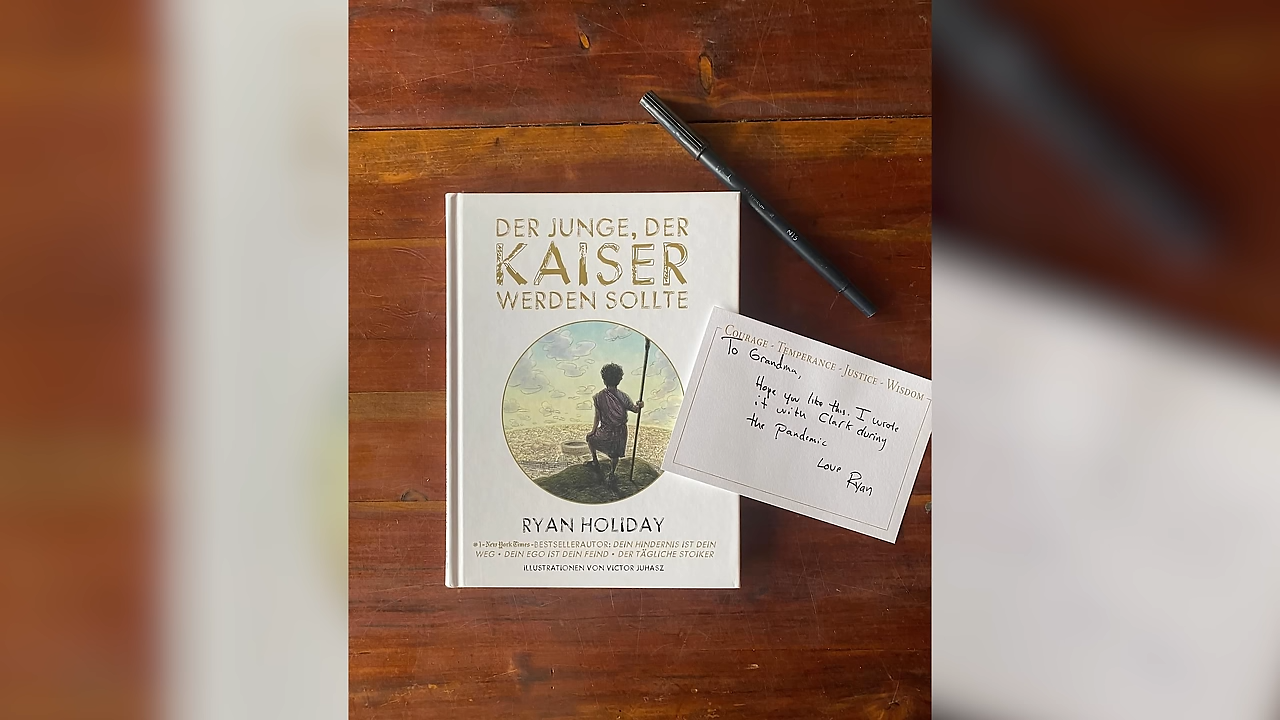 DER JUNGE, DER
KAISER
WERDEN SOLLTE
RYAN HOLIDAY
#1-New York Times-BESTSELLERAUTOR: DEIN HINDERNIS IST DEIN
WEG • DEIN EGO IST DEIN FEIND • DER TÄGLICHE STOIKER
ILLUSTRATIONEN VON VICTOR JUHASZ
COURAGE - TEMPERANCE - JUSTICE - WISDOM
To Grandma,
Hope you like this. I wrote
it with Clark during
the pandemic
Love
Ryan